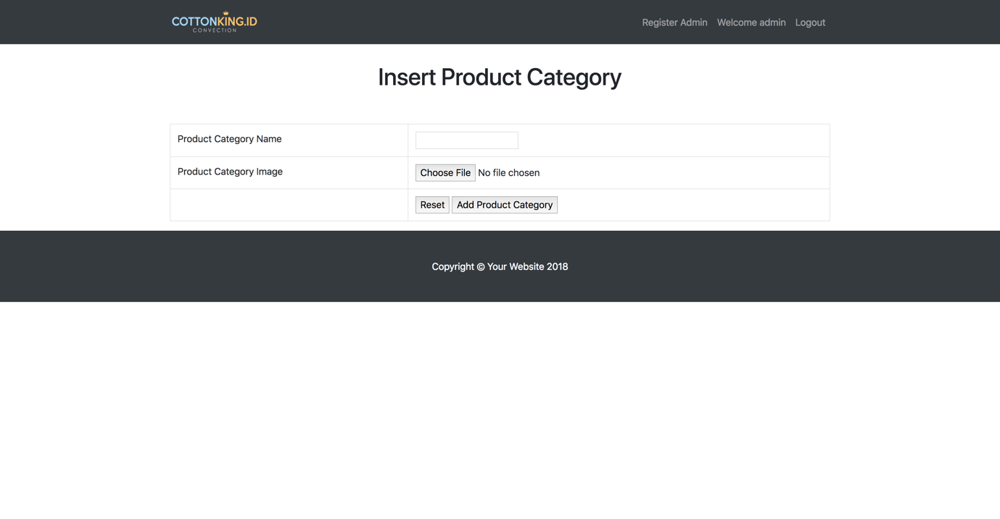 COTTONKING.ID
CONVECTION
Register Admin Welcome admin Logout
Insert Product Category
Product Category Name
Product Category Image
Choose File No file chosen
Reset Add Product Category
Copyright © Your Website 2018